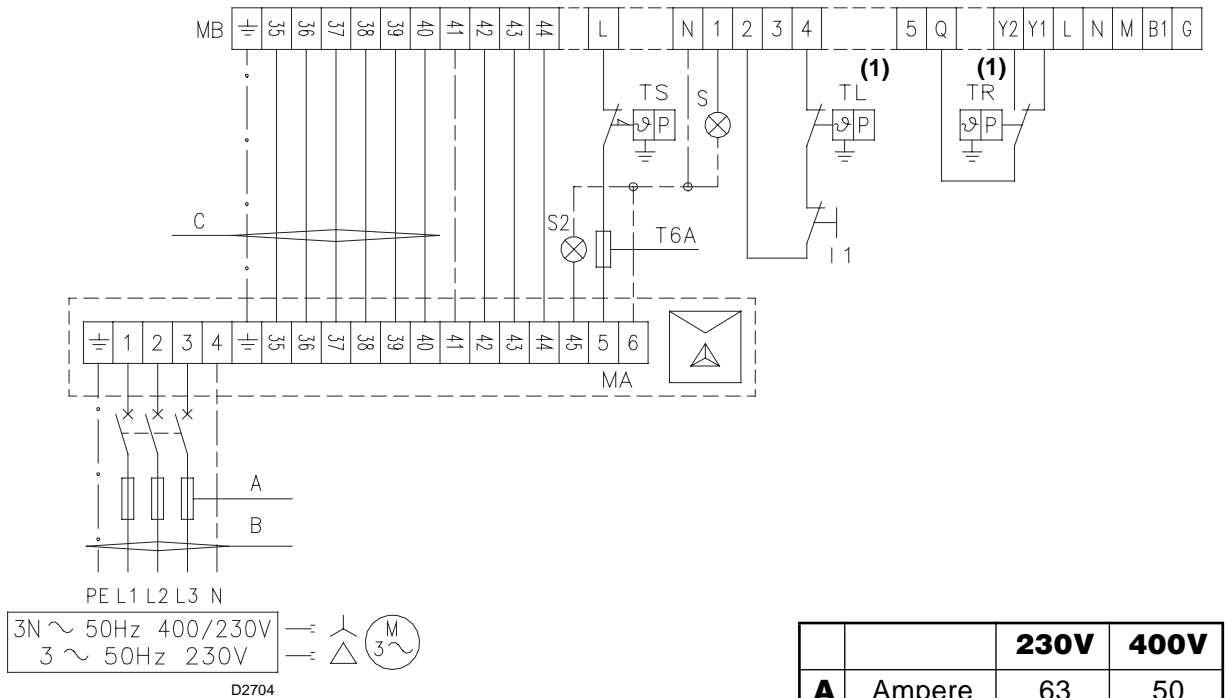 MB ⏚ 35 36 37 38 39 40 41 42 43 44 L N 1 2 3 4 5 Q Y2 Y1 L N M B1 G
(1) (1)
TS S TL TR
ϑ P ϑ P ϑ P
C S2 T6A I1
⏚ 1 2 3 4 ⏚ 35 36 37 38 39 40 41 42 43 44 45 5 6
MA
A
B
PE L1 L2 L3 N
3N ~ 50Hz 400/230V
3 ~ 50Hz 230V
M
3~
D2704
230V 400V
A Ampere 63 50